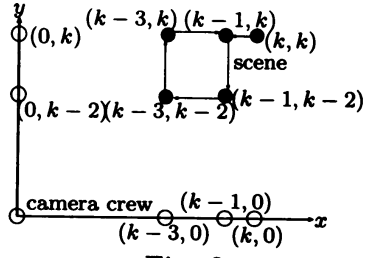 y
(k − 3, k) (k − 1, k)
(0, k) (k, k)
scene
(0, k − 2)(k − 3, k − 2) (k − 1, k − 2)
camera crew (k − 1, 0)
x
(k − 3, 0) (k, 0)